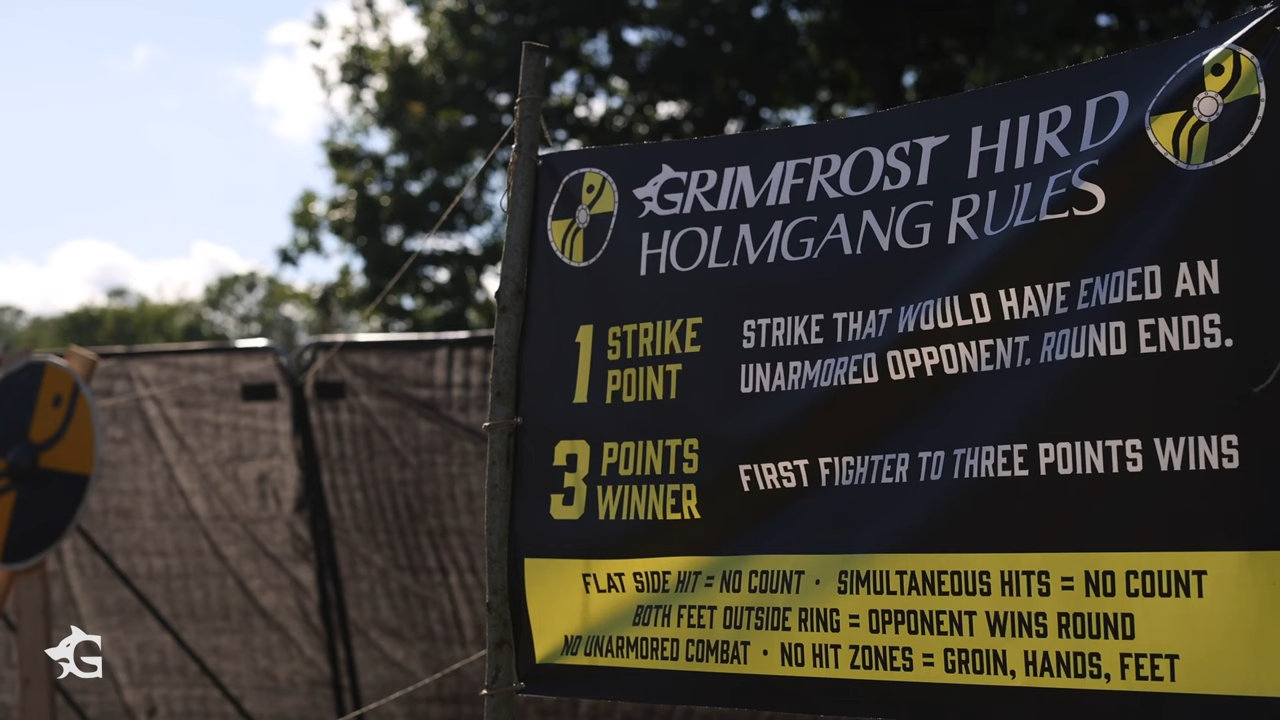 GRIMFROST HIRD
HOLMGANG RULES
1 STRIKE POINT
STRIKE THAT WOULD HAVE ENDED AN
UNARMORED OPPONENT. ROUND ENDS.
3 POINTS WINNER
FIRST FIGHTER TO THREE POINTS WINS
FLAT SIDE HIT = NO COUNT · SIMULTANEOUS HITS = NO COUNT
BOTH FEET OUTSIDE RING = OPPONENT WINS ROUND
NO UNARMORED COMBAT · NO HIT ZONES = GROIN, HANDS, FEET
G